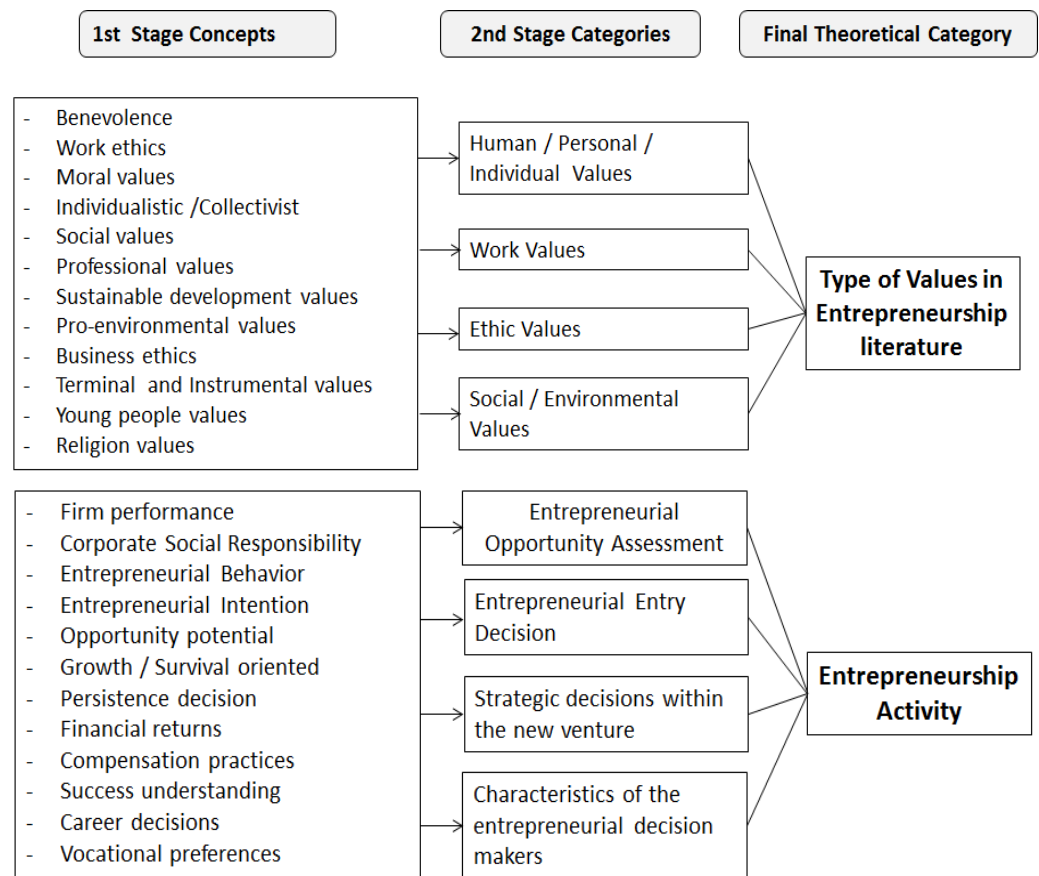 1st Stage Concepts
2nd Stage Categories
Final Theoretical Category
- Benevolence
- Work ethics
- Moral values
- Individualistic /Collectivist
- Social values
- Professional values
- Sustainable development values
- Pro-environmental values
- Business ethics
- Terminal and Instrumental values
- Young people values
- Religion values
Human / Personal /
Individual Values
Work Values
Ethic Values
Social / Environmental
Values
Type of Values in
Entrepreneurship
literature
- Firm performance
- Corporate Social Responsibility
- Entrepreneurial Behavior
- Entrepreneurial Intention
- Opportunity potential
- Growth / Survival oriented
- Persistence decision
- Financial returns
- Compensation practices
- Success understanding
- Career decisions
- Vocational preferences
Entrepreneurial
Opportunity Assessment
Entrepreneurial Entry
Decision
Strategic decisions within
the new venture
Characteristics of the
entrepreneurial decision
makers
Entrepreneurship
Activity